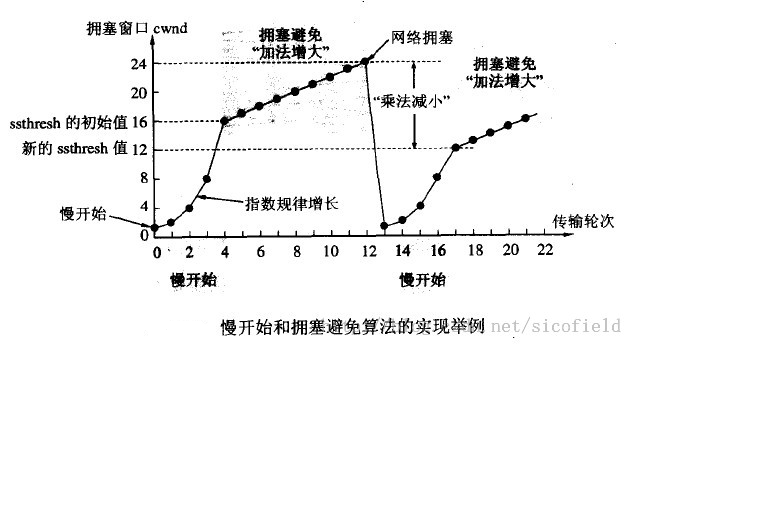 拥塞窗口 cwnd
拥塞避免
“加法增大”
网络拥塞
拥塞避免
“加法增大”
24
20
“乘法减小”
ssthresh 的初始值 16
新的 ssthresh 值 12
8
指数规律增长
4
慢开始
0
传输轮次
0 2 4 6 8 10 12 14 16 18 20 22
慢开始
慢开始
慢开始和拥塞避免算法的实现举例
net/sicofield